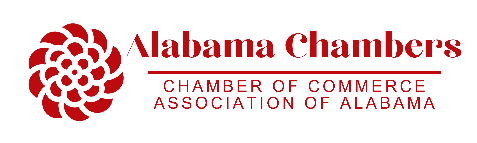 Alabama Chambers
CHAMBER OF COMMERCE
ASSOCIATION OF ALABAMA